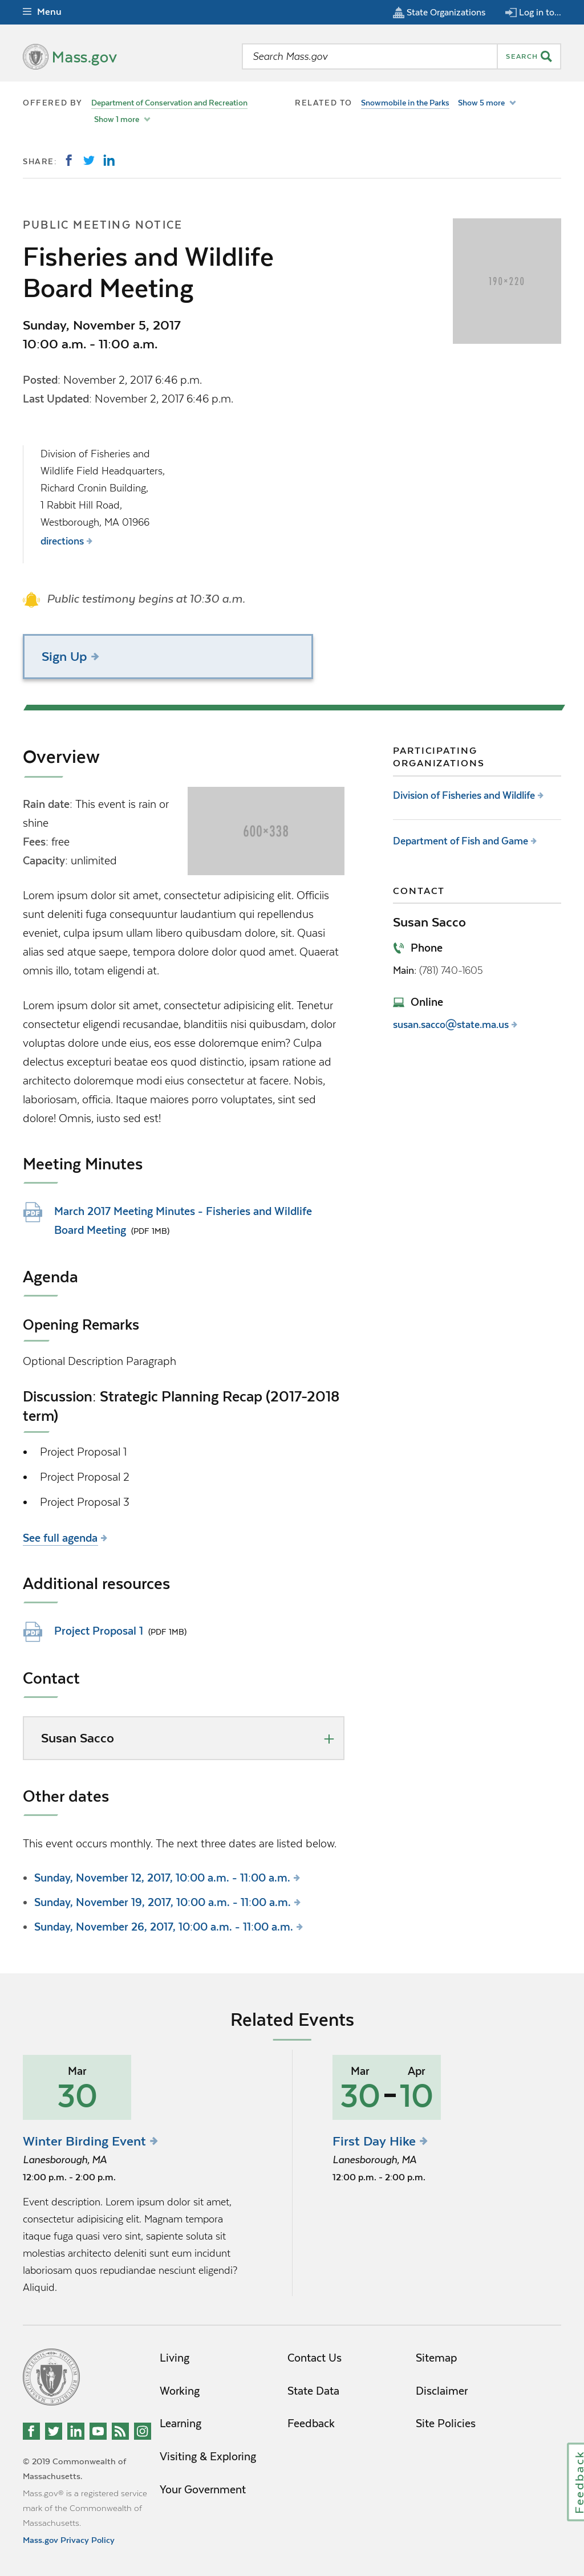 Menu
State Organizations
Log in to...
Mass.gov
Search Mass.gov
SEARCH
OFFERED BY Department of Conservation and Recreation
Show 1 more
RELATED TO Snowmobile in the Parks Show 5 more
SHARE:
PUBLIC MEETING NOTICE
Fisheries and Wildlife
Board Meeting
190×220
Sunday, November 5, 2017
10:00 a.m. - 11:00 a.m.
Posted: November 2, 2017 6:46 p.m.
Last Updated: November 2, 2017 6:46 p.m.
Division of Fisheries and
Wildlife Field Headquarters,
Richard Cronin Building,
1 Rabbit Hill Road,
Westborough, MA 01966
directions
Public testimony begins at 10:30 a.m.
Sign Up
Overview
Rain date: This event is rain or
shine
Fees: free
Capacity: unlimited
600×338
Lorem ipsum dolor sit amet, consectetur adipisicing elit. Officiis
sunt deleniti fuga consequuntur laudantium qui repellendus
eveniet, culpa ipsum ullam libero quibusdam dolore, sit. Quasi
alias sed atque saepe, tempora dolore dolor quod amet. Quaerat
omnis illo, totam eligendi at.
Lorem ipsum dolor sit amet, consectetur adipisicing elit. Tenetur
consectetur eligendi recusandae, blanditiis nisi quibusdam, dolor
voluptas dolore unde eius, eos esse doloremque enim? Culpa
delectus excepturi beatae eos quod distinctio, ipsam ratione ad
architecto doloremque modi eius consectetur at facere. Nobis,
laboriosam, officia. Itaque maiores porro voluptates, sint sed
dolore! Omnis, iusto sed est!
PARTICIPATING
ORGANIZATIONS
Division of Fisheries and Wildlife
Department of Fish and Game
CONTACT
Susan Sacco
Phone
Main: (781) 740-1605
Online
susan.sacco@state.ma.us
Meeting Minutes
PDF
March 2017 Meeting Minutes - Fisheries and Wildlife
Board Meeting (PDF 1MB)
Agenda
Opening Remarks
Optional Description Paragraph
Discussion: Strategic Planning Recap (2017-2018
term)
• Project Proposal 1
• Project Proposal 2
• Project Proposal 3
See full agenda
Additional resources
PDF
Project Proposal 1 (PDF 1MB)
Contact
Susan Sacco
Other dates
This event occurs monthly. The next three dates are listed below.
• Sunday, November 12, 2017, 10:00 a.m. - 11:00 a.m.
• Sunday, November 19, 2017, 10:00 a.m. - 11:00 a.m.
• Sunday, November 26, 2017, 10:00 a.m. - 11:00 a.m.
Related Events
Mar
30
Winter Birding Event
Lanesborough, MA
12:00 p.m. - 2:00 p.m.
Event description. Lorem ipsum dolor sit amet,
consectetur adipisicing elit. Magnam tempora
itaque fuga quasi vero sint, sapiente soluta sit
molestias architecto deleniti sunt eum incidunt
laboriosam quos repudiandae nesciunt eligendi?
Aliquid.
Mar Apr
30-10
First Day Hike
Lanesborough, MA
12:00 p.m. - 2:00 p.m.
Living
Working
Learning
Visiting & Exploring
Your Government
Contact Us
State Data
Feedback
Sitemap
Disclaimer
Site Policies
© 2019 Commonwealth of
Massachusetts.
Mass.gov® is a registered service
mark of the Commonwealth of
Massachusetts.
Mass.gov Privacy Policy
Feedback